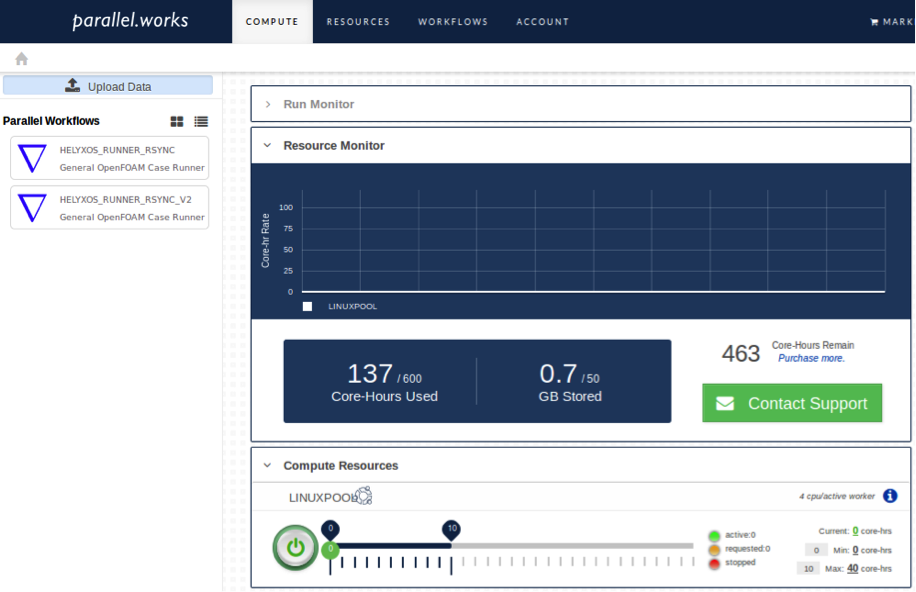 parallel.works
COMPUTE
RESOURCES
WORKFLOWS
ACCOUNT
MARK
Upload Data
Parallel Workflows
HELYXOS_RUNNER_RSYNC
General OpenFOAM Case Runner
HELYXOS_RUNNER_RSYNC_V2
General OpenFOAM Case Runner
Run Monitor
Resource Monitor
Core-hr Rate
100
75
50
25
0
LINUXPOOL
137 / 600
Core-Hours Used
0.7 / 50
GB Stored
463
Core-Hours Remain
Purchase more.
Contact Support
Compute Resources
LINUXPOOL
4 cpu/active worker
0
10
0
active:0
requested:0
stopped
Current: 0 core-hrs
0 Min: 0 core-hrs
10 Max: 40 core-hrs